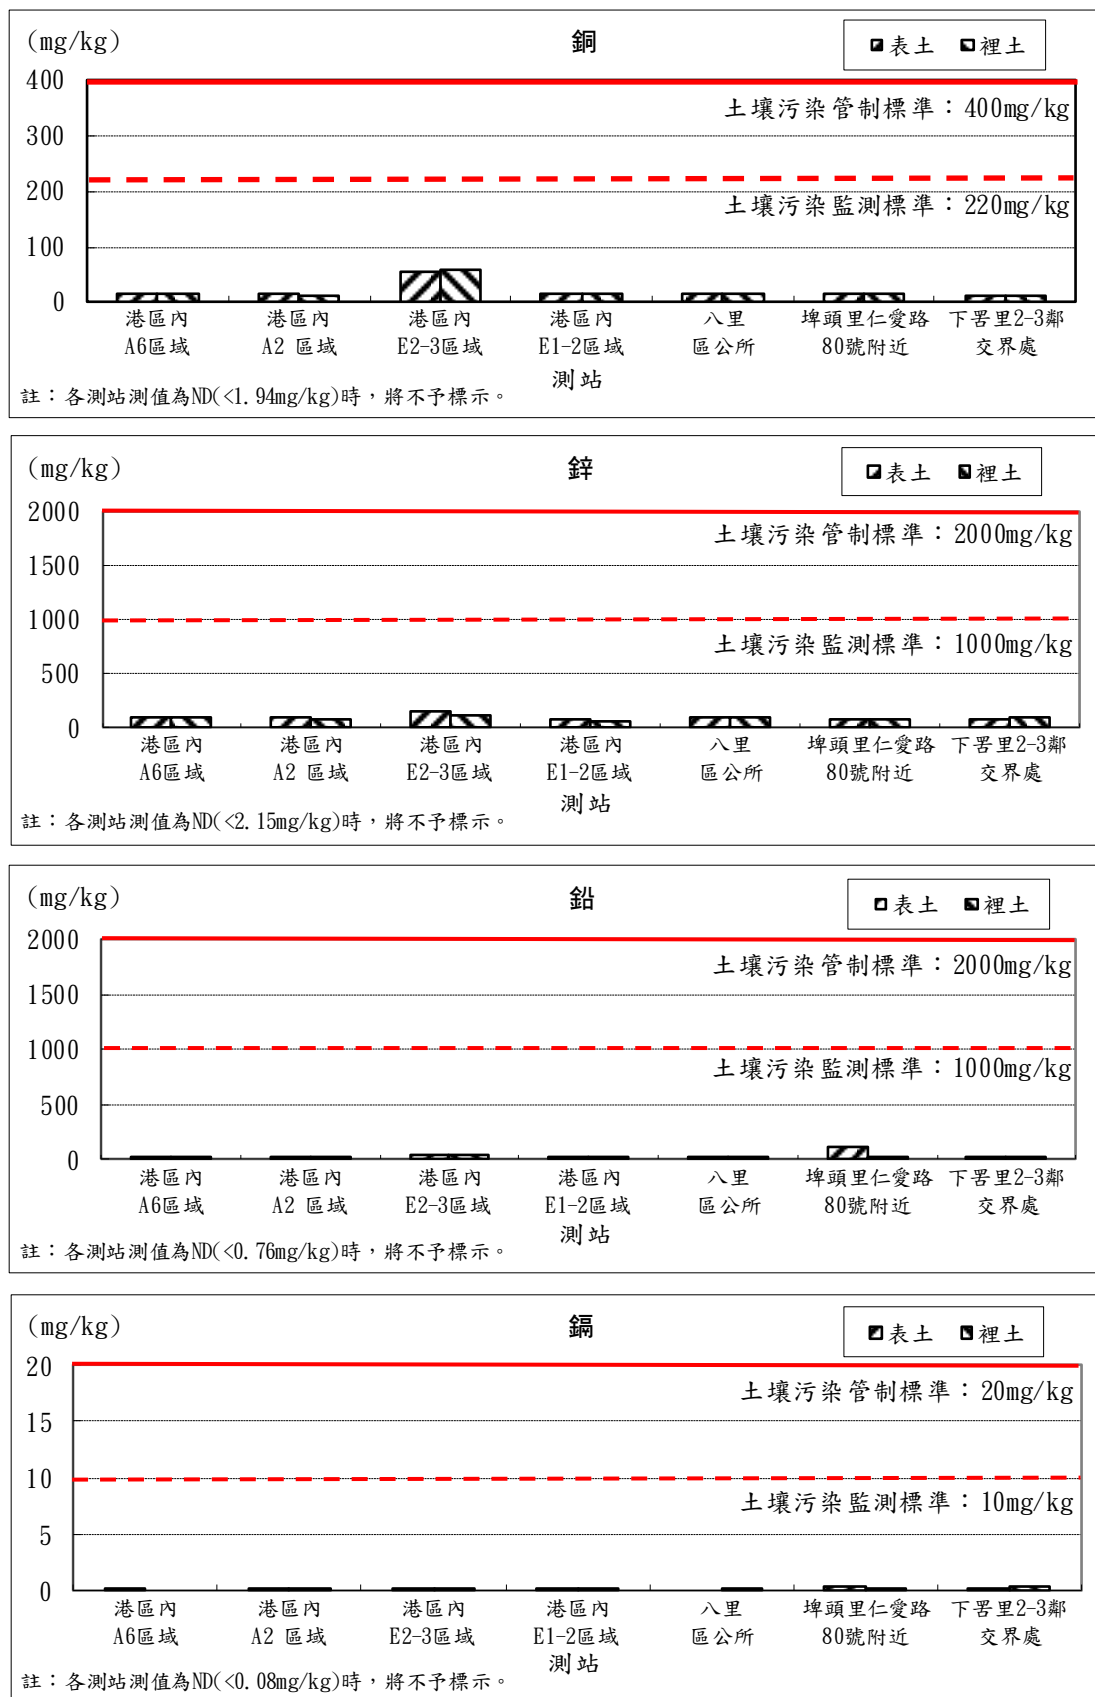 (mg/kg)
銅
表土 裡土
400
土壤污染管制標準：400mg/kg
300
200
土壤污染監測標準：220mg/kg
100
0
港區內 港區內 港區內 港區內 八里 埤頭里仁愛路 下罟里2-3鄰
A6區域 A2 區域 E2-3區域 E1-2區域 區公所 80號附近 交界處
測站
註：各測站測值為ND(<1.94mg/kg)時，將不予標示。
(mg/kg)
鋅
表土 裡土
2000
土壤污染管制標準：2000mg/kg
1500
1000
土壤污染監測標準：1000mg/kg
500
0
港區內 港區內 港區內 港區內 八里 埤頭里仁愛路 下罟里2-3鄰
A6區域 A2 區域 E2-3區域 E1-2區域 區公所 80號附近 交界處
測站
註：各測站測值為ND(<2.15mg/kg)時，將不予標示。
(mg/kg)
鉛
表土 裡土
2000
土壤污染管制標準：2000mg/kg
1500
1000
土壤污染監測標準：1000mg/kg
500
0
港區內 港區內 港區內 港區內 八里 埤頭里仁愛路 下罟里2-3鄰
A6區域 A2 區域 E2-3區域 E1-2區域 區公所 80號附近 交界處
測站
註：各測站測值為ND(<0.76mg/kg)時，將不予標示。
(mg/kg)
鎘
表土 裡土
20
土壤污染管制標準：20mg/kg
15
10
土壤污染監測標準：10mg/kg
5
0
港區內 港區內 港區內 港區內 八里 埤頭里仁愛路 下罟里2-3鄰
A6區域 A2 區域 E2-3區域 E1-2區域 區公所 80號附近 交界處
測站
註：各測站測值為ND(<0.08mg/kg)時，將不予標示。